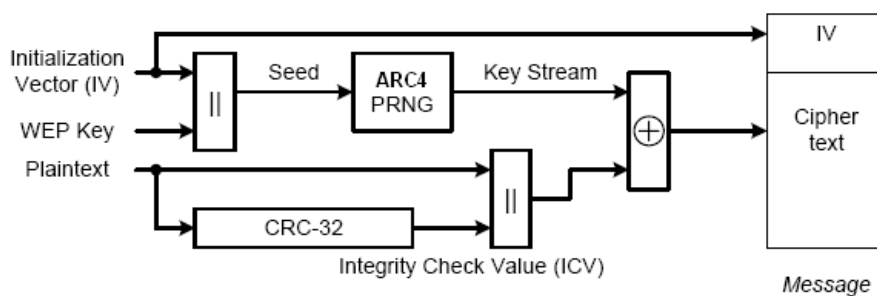 Initialization
Vector (IV)
Seed
ARC4
PRNG
Key Stream
IV
WEP Key
||
Cipher
text
Plaintext
||
CRC-32
Integrity Check Value (ICV)
Message